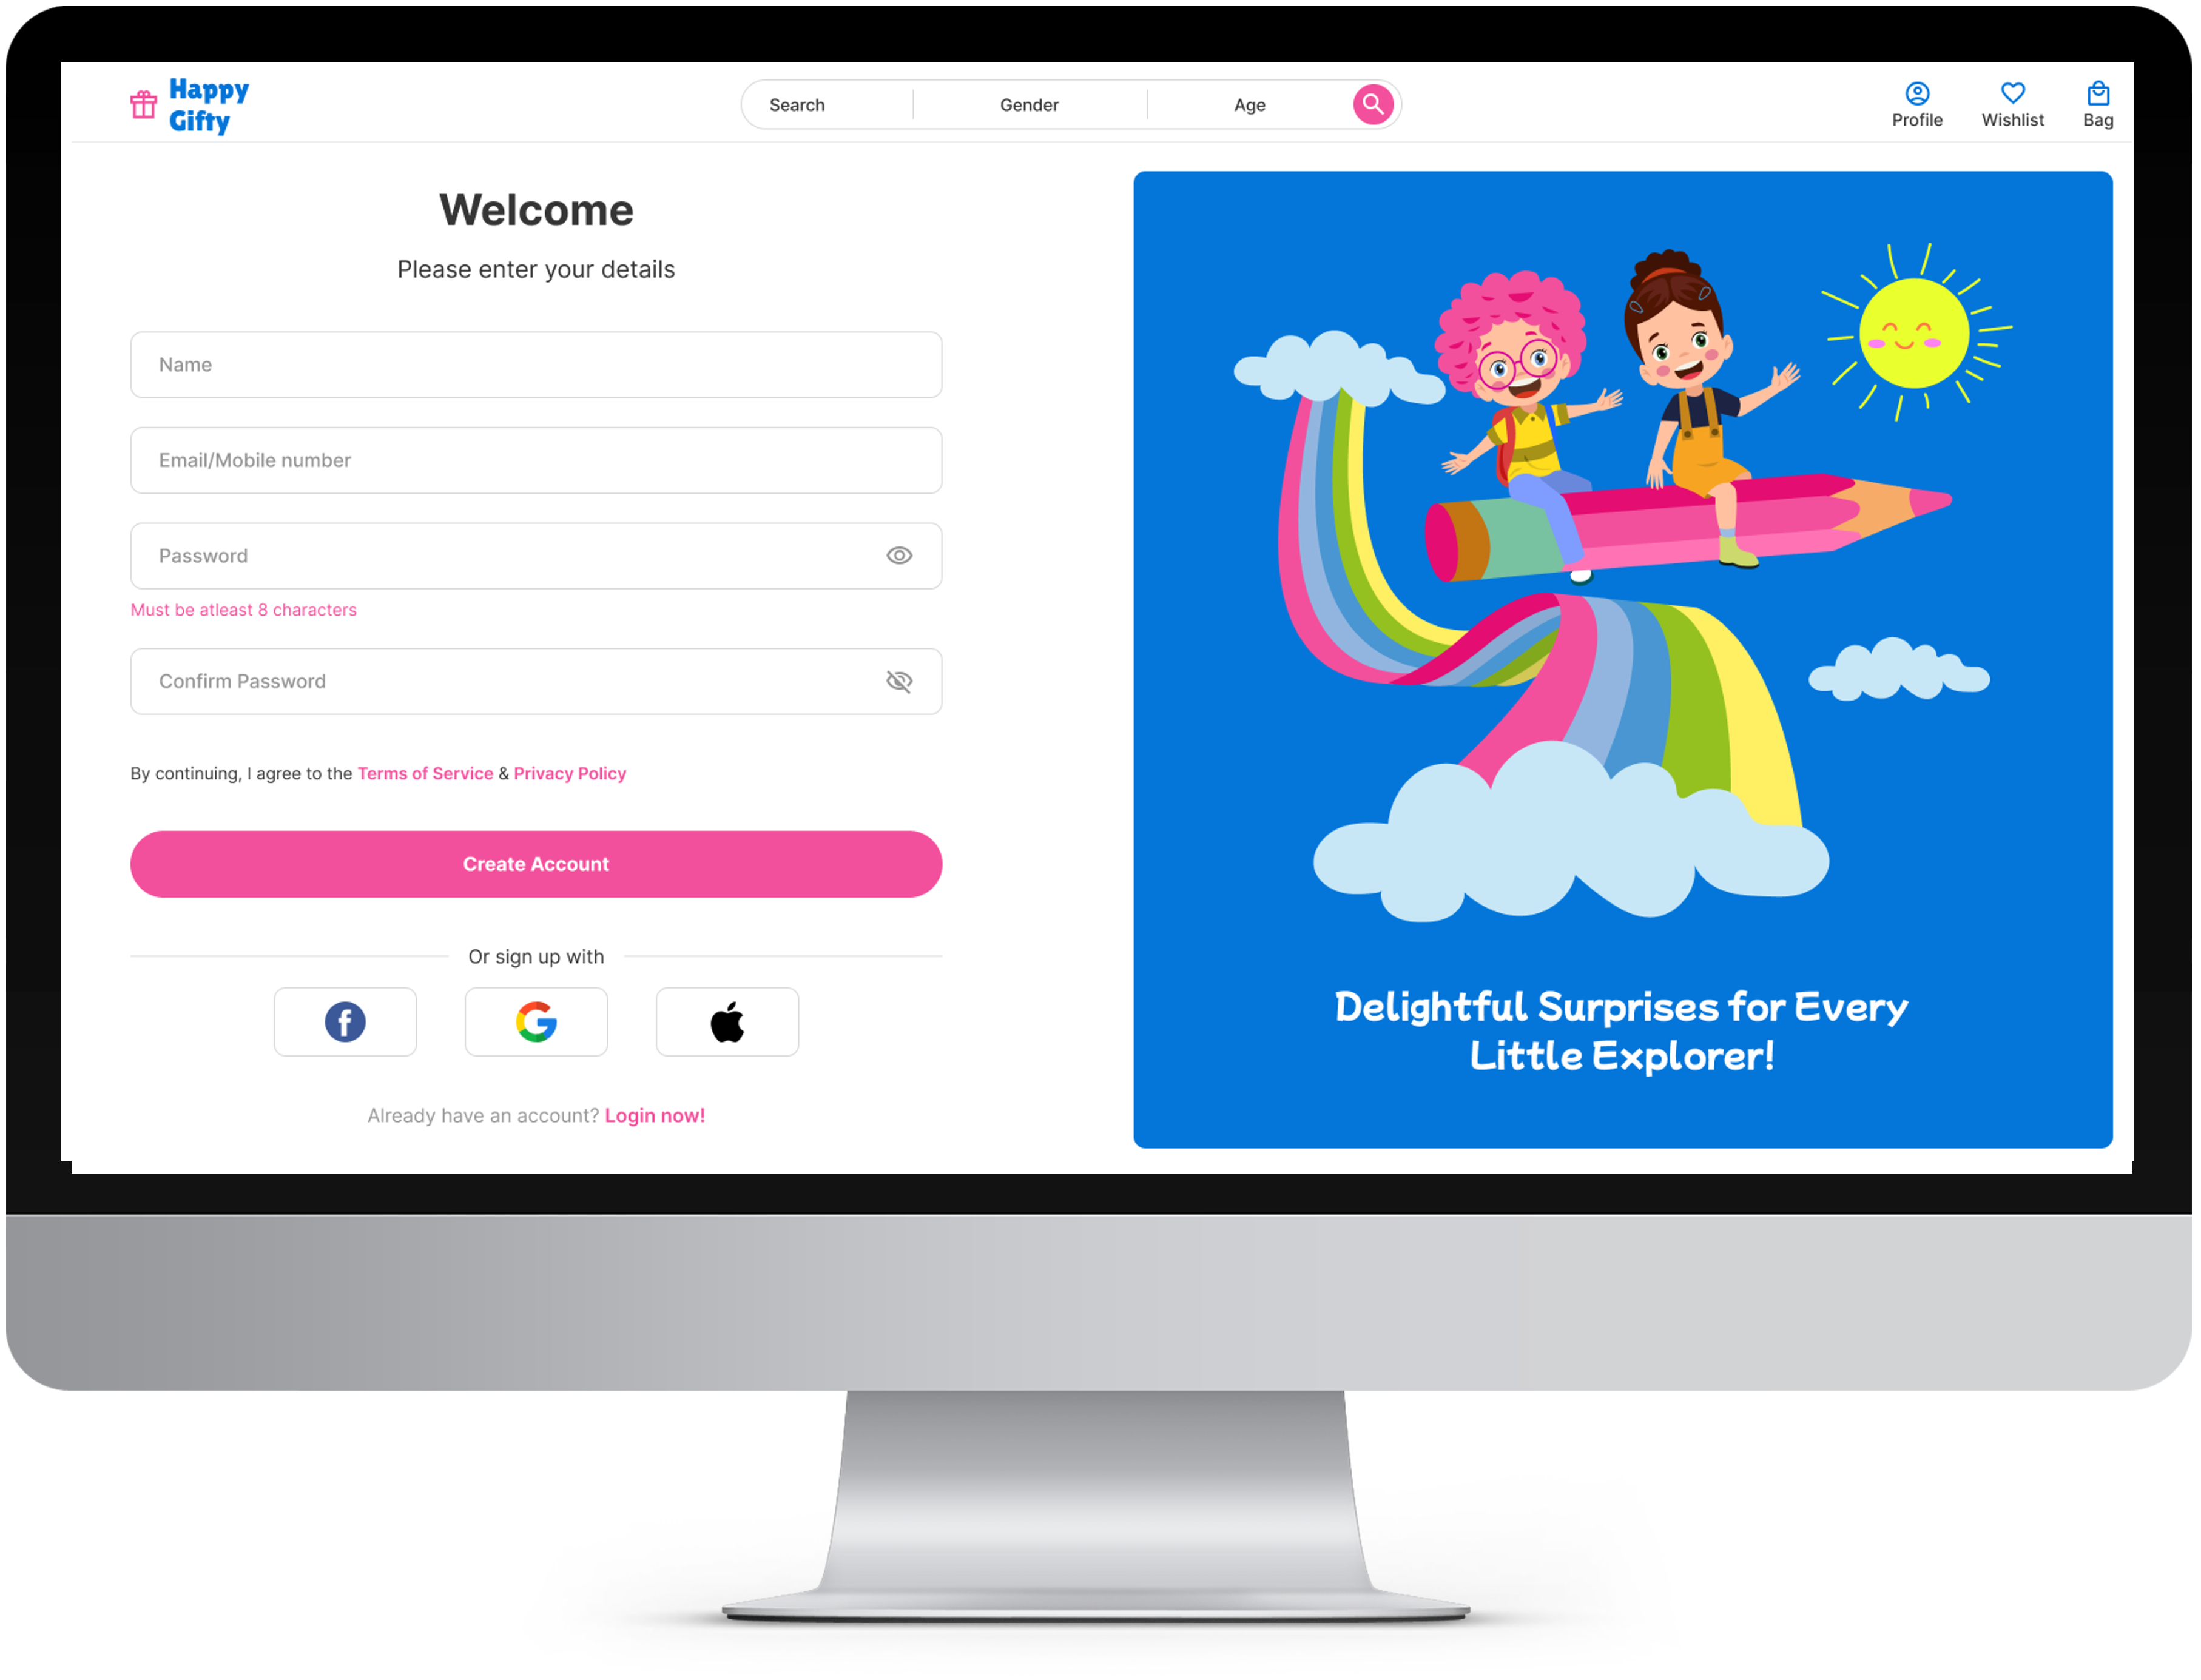 Happy
Gifty
Search
Gender
Age
Profile
Wishlist
Bag
Welcome
Please enter your details
Name
Email/Mobile number
Password
Must be atleast 8 characters
Confirm Password
By continuing, I agree to the Terms of Service & Privacy Policy
Create Account
Or sign up with
Already have an account? Login now!
Delightful Surprises for Every
Little Explorer!